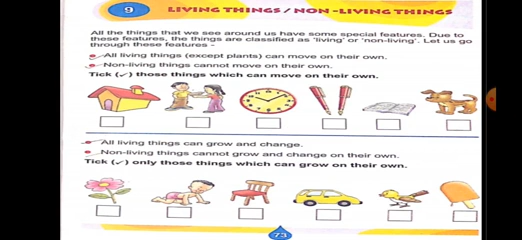 9 LIVING THINGS / NON-LIVING THINGS
All the things that we see around us have some special features. Due to
these features, the things are classified as 'living' or 'non-living'. Let us go
through these features -
All living things (except plants) can move on their own.
Non-living things cannot move on their own.
Tick (✓) those things which can move on their own.
All living things can grow and change.
Non-living things cannot grow and change on their own.
Tick (✓) only those things which can grow on their own.
73